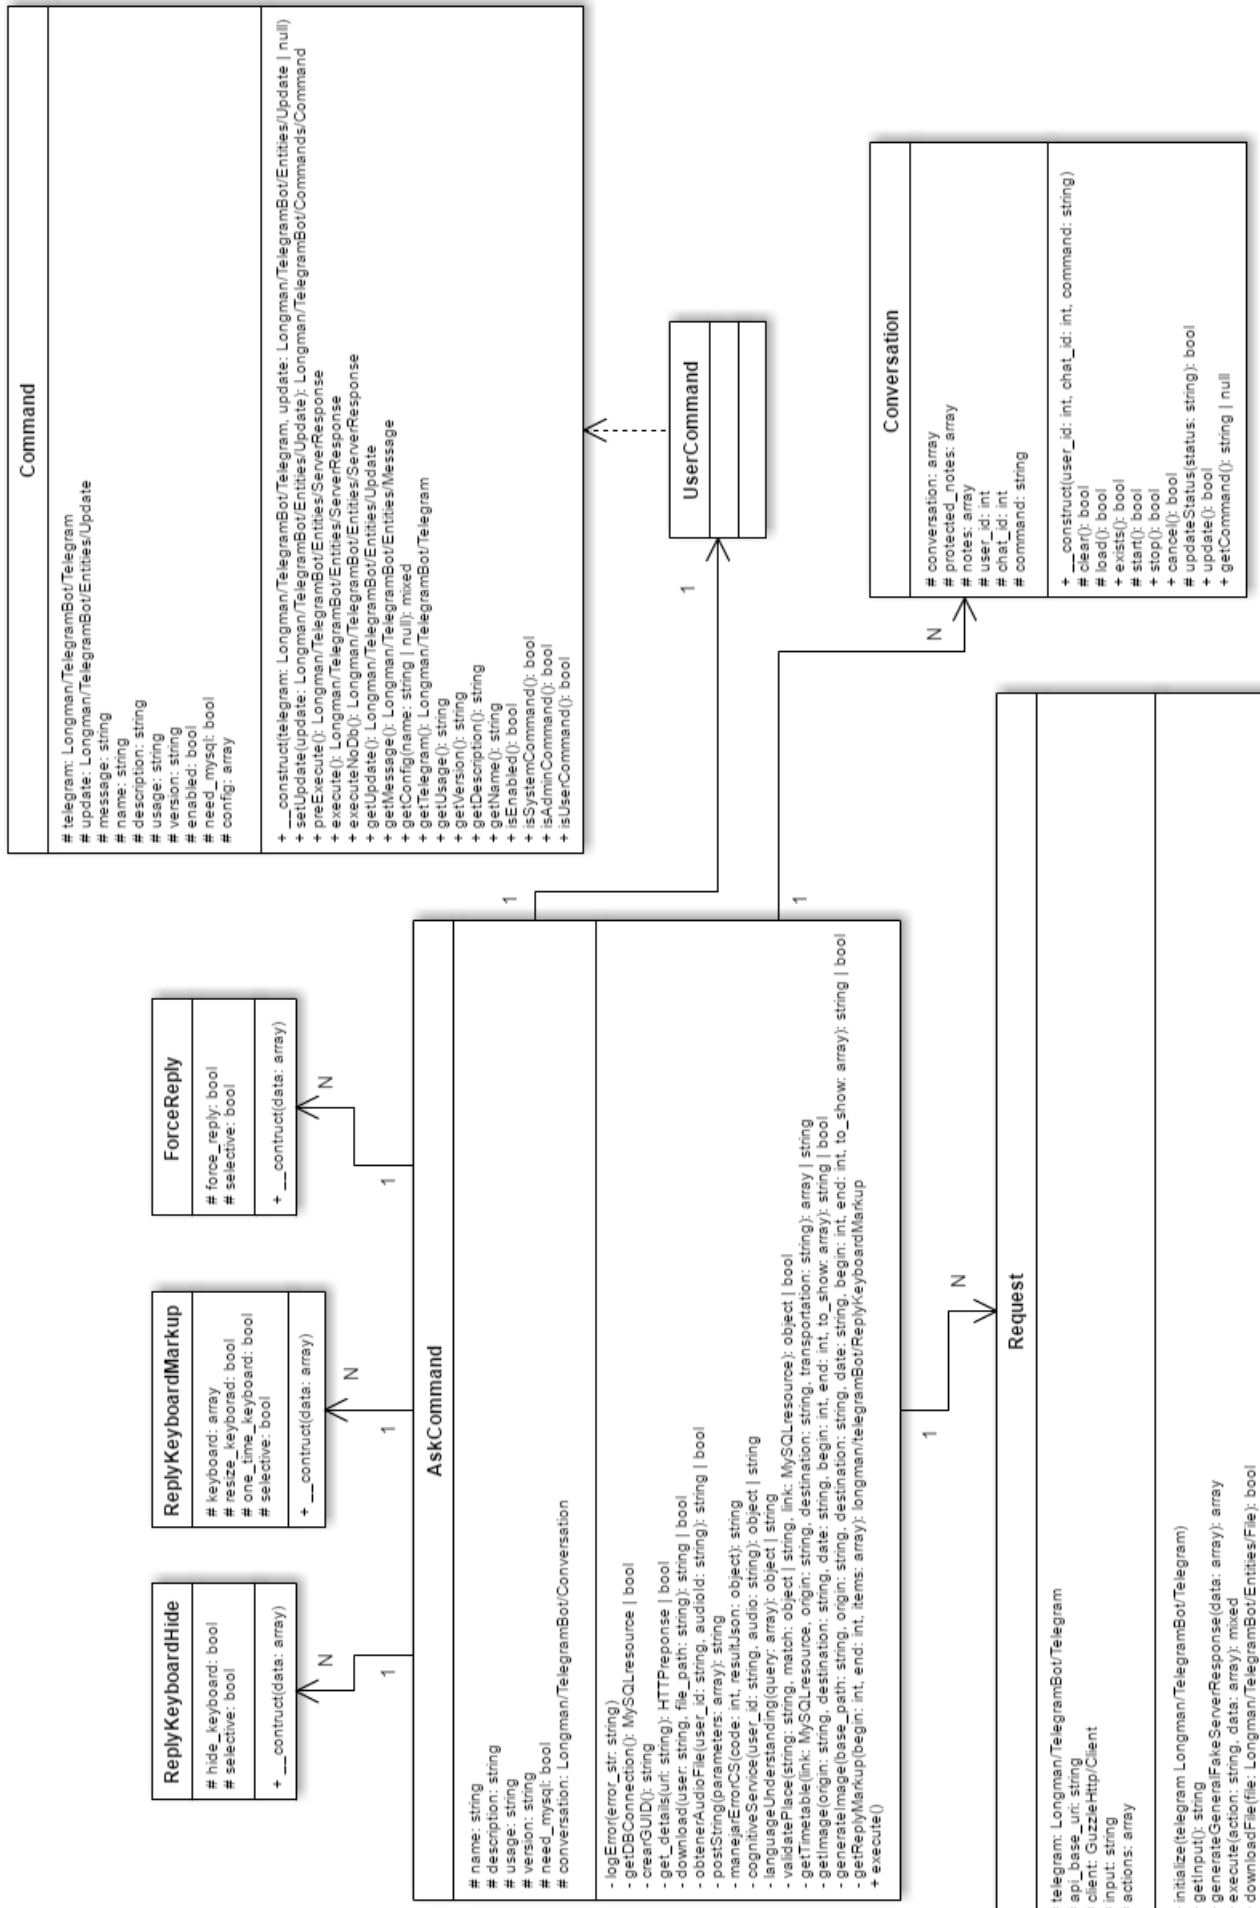 Command
# telegram: Longman/TelegramBot/Telegram
# update: Longman/TelegramBot/Entities/Update
# message: string
# name: string
# description: string
# usage: string
# version: string
# enabled: bool
# need_mysql: bool
# config: array
+ __construct(telegram: Longman/TelegramBot/Telegram, update: Longman/TelegramBot/Entities/Update | null)
+ setUpdate(update: Longman/TelegramBot/Entities/Update): Longman/TelegramBot/Commands/Command
+ preExecute(): Longman/TelegramBot/Entities/ServerResponse
+ execute(): Longman/TelegramBot/Entities/ServerResponse
+ executeNoDb(): Longman/TelegramBot/Entities/ServerResponse
+ getUpdate(): Longman/TelegramBot/Entities/Update
+ getMessage(): Longman/TelegramBot/Entities/Message
+ getConfig(name: string | null): mixed
+ getTelegram(): Longman/TelegramBot/Telegram
+ getUsage(): string
+ getVersion(): string
+ getDescription(): string
+ getName(): string
+ isEnabled(): bool
+ isSystemCommand(): bool
+ isAdminCommand(): bool
+ isUserCommand(): bool
UserCommand
1
1
Conversation
# conversation: array
# protected_notes: array
# notes: array
# user_id: int
# chat_id: int
# command: string
+ __construct(user_id: int, chat_id: int, command: string)
# clear(): bool
# load(): bool
+ exists(): bool
# start(): bool
+ stop(): bool
+ cancel(): bool
# updateStatus(status: string): bool
+ update(): bool
+ getCommand(): string | null
N
1
ReplyKeyboardHide
# hide_keyboard: bool
# selective: bool
+ __contruct(data: array)
N
1
ReplyKeyboardMarkup
# keyboard: array
# resize_keyborad: bool
# one_time_keyboard: bool
# selective: bool
+ __contruct(data: array)
N
1
ForceReply
# force_reply: bool
# selective: bool
+ __contruct(data: array)
N
1
AskCommand
# name: string
# description: string
# usage: string
# version: string
# need_mysql: bool
# conversation: Longman/TelegramBot/Conversation
- logError(error_str: string)
- getDBConnection(): MySQLresource | bool
- crearGUID(): string
- get_details(url: string): HTTPreponse | bool
- download(user: string, file_path: string): string | bool
- obtenerAudioFile(user_id: string, audioId: string): string | bool
- postString(parameters: array): string
- manejarErrorCS(code: int, resultJson: object): string
- cognitiveService(user_id: string, audio: string): object | string
- languageUnderstanding(query: array): object | string
- validatePlace(string: string, match: object | string, link: MySQLresource): object | bool
- getTimetable(link: MySQLresource, origin: string, destination: string, transportation: string): array | string
- getImage(origin: string, destination: string, date: string, begin: int, end: int, to_show: array): string | bool
- generateImage(base_path: string, origin: string, destination: string, date: string, begin: int, end: int, to_show: array): string | bool
- getReplyMarkup(begin: int, end: int, items: array): longman/telegramBot/ReplyKeyboardMarkup
+ execute()
1
N
Request
telegram: Longman/TelegramBot/Telegram
api_base_uri: string
client: GuzzleHttp/Client
input: string
actions: array
initialize(telegram Longman/TelegramBot/Telegram)
getInput(): string
generateGeneralFakeServerResponse(data: array): array
execute(action: string, data: array): mixed
downloadFile(file: Longman/TelegramBot/Entities/File): bool